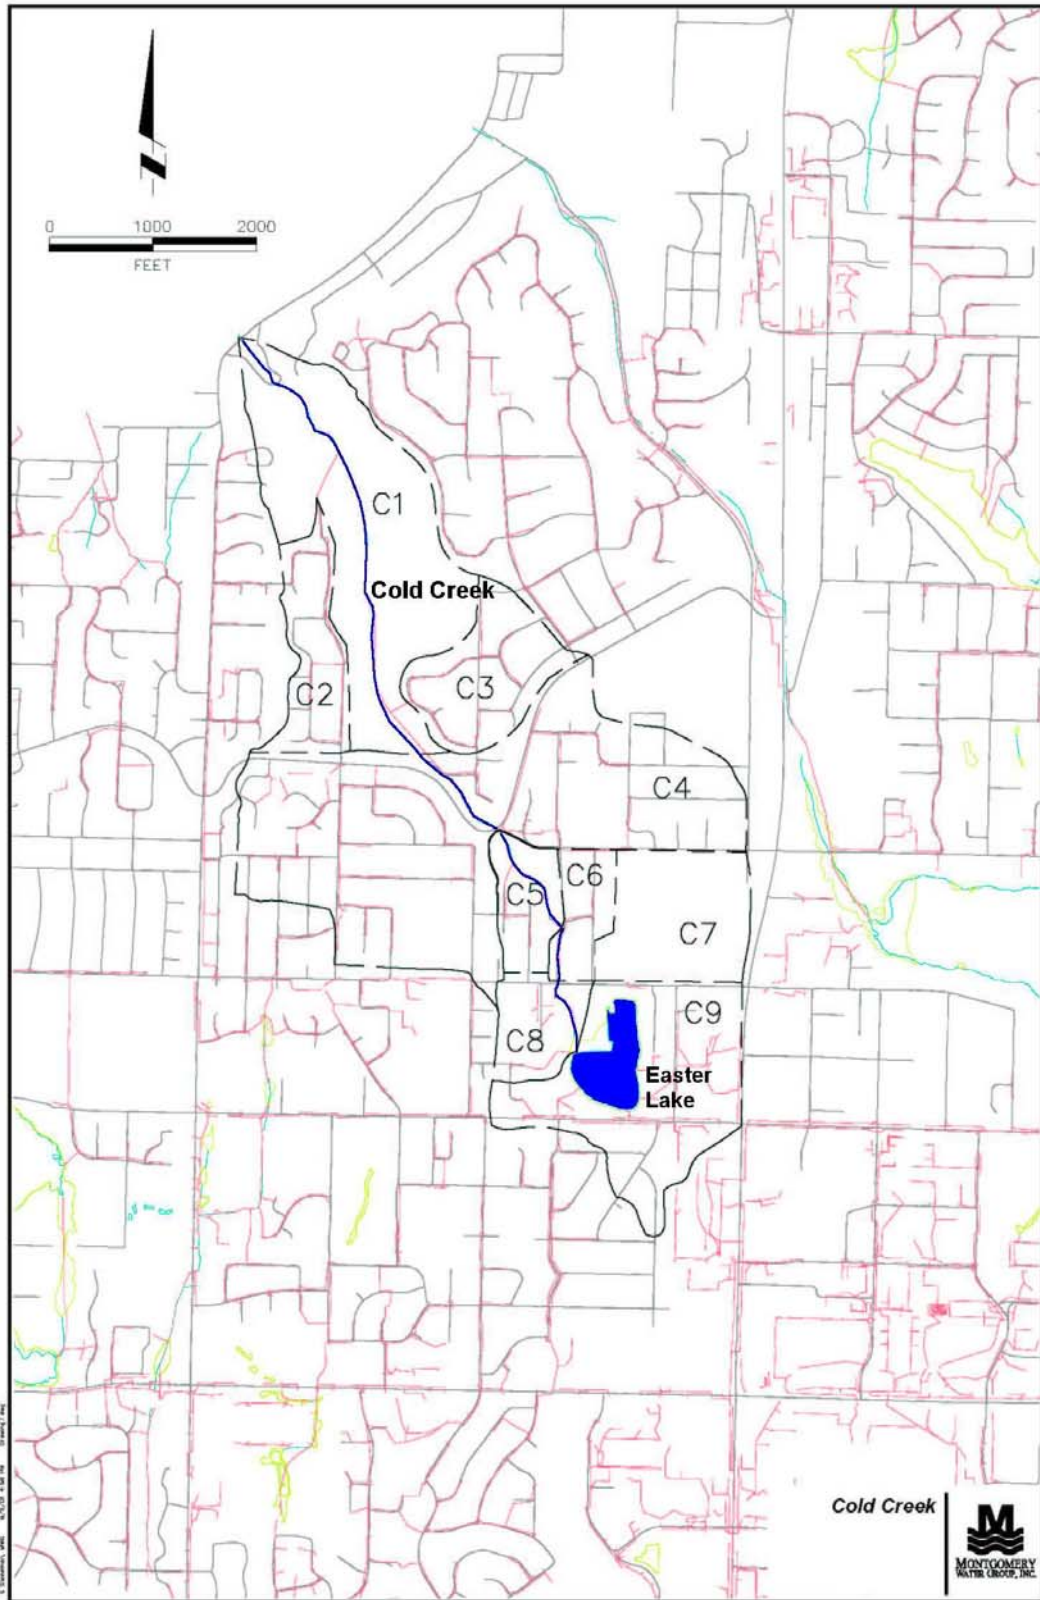 0 1000 2000
FEET
C1
Cold Creek
C2
C3
C4
C6
C5
C7
C9
C8
Easter
Lake
Cold Creek
M
MONTGOMERY
WATER GROUP, INC.